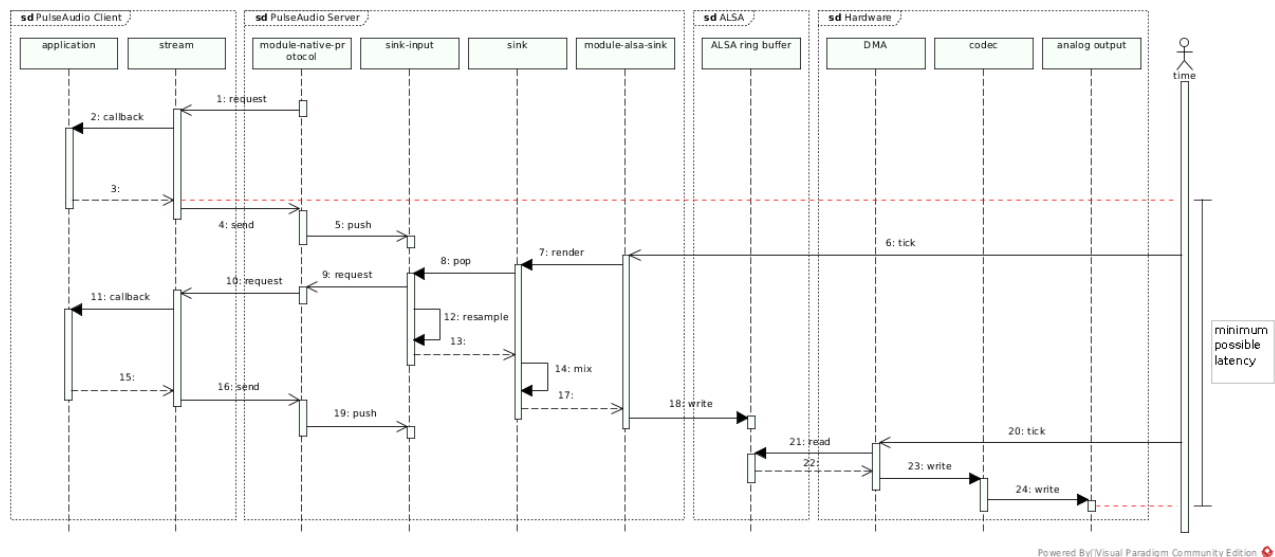 sd PulseAudio Client
sd PulseAudio Server
sd ALSA
sd Hardware
application
stream
module-native-pr
otocol
sink-input
sink
module-alsa-sink
ALSA ring buffer
DMA
codec
analog output
time
1: request
2: callback
3:
4: send
5: push
6: tick
7: render
8: pop
9: request
10: request
11: callback
12: resample
13:
14: mix
15:
16: send
17:
18: write
19: push
20: tick
21: read
22:
23: write
24: write
minimum
possible
latency
Powered By Visual Paradigm Community Edition